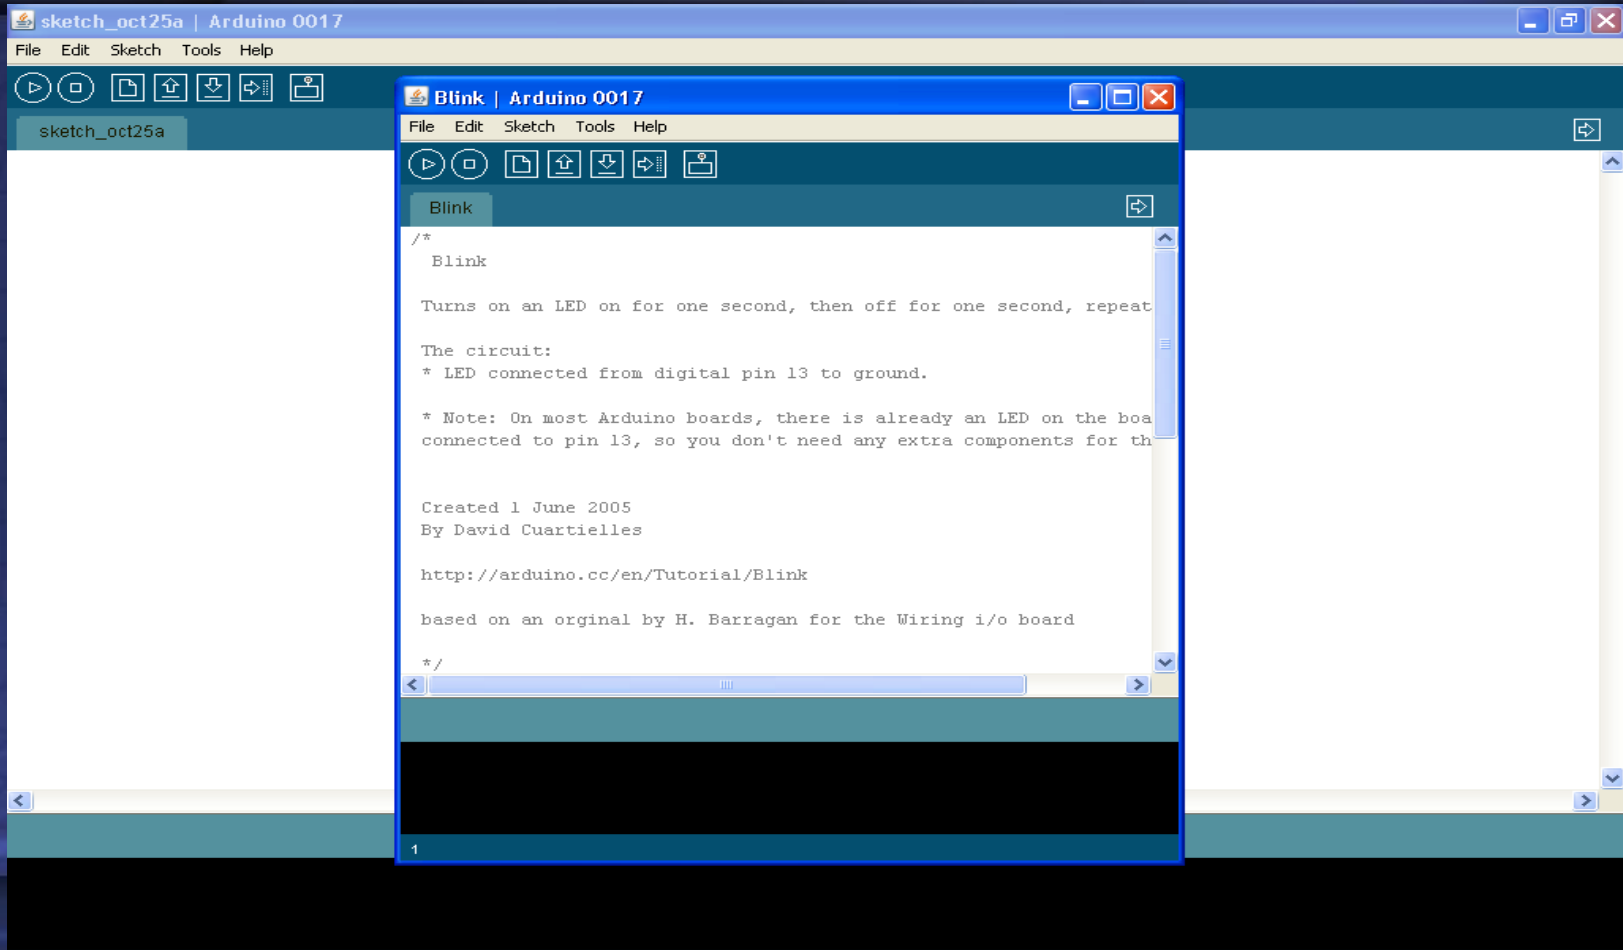 sketch_oct25a | Arduino 0017
File Edit Sketch Tools Help
sketch_oct25a
Blink | Arduino 0017
File Edit Sketch Tools Help
Blink
/*
Blink
Turns on an LED on for one second, then off for one second, repeat
The circuit:
* LED connected from digital pin 13 to ground.
* Note: On most Arduino boards, there is already an LED on the boa
connected to pin 13, so you don't need any extra components for th
Created 1 June 2005
By David Cuartielles
http://arduino.cc/en/Tutorial/Blink
based on an orginal by H. Barragan for the Wiring i/o board
*/
1